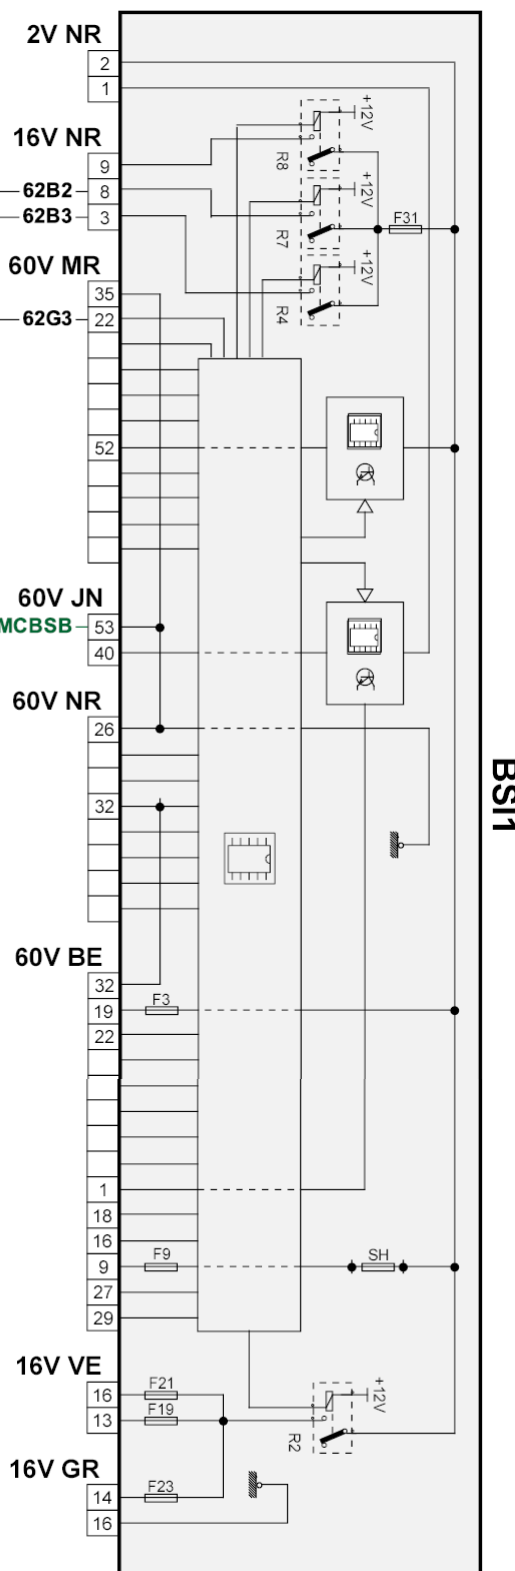 2V NR
2
1
+12V
16V NR
9
R8
62B2
8
+12V
62B3
3
F31
R7
60V MR
+12V
35
62G3
22
R4
52
60V JN
MCBSB
53
40
60V NR
26
BSI1
32
60V BE
32
19
F3
22
1
18
16
9
F9
SH
27
29
16V VE
16
F21
+12V
13
F19
R2
16V GR
14
F23
16